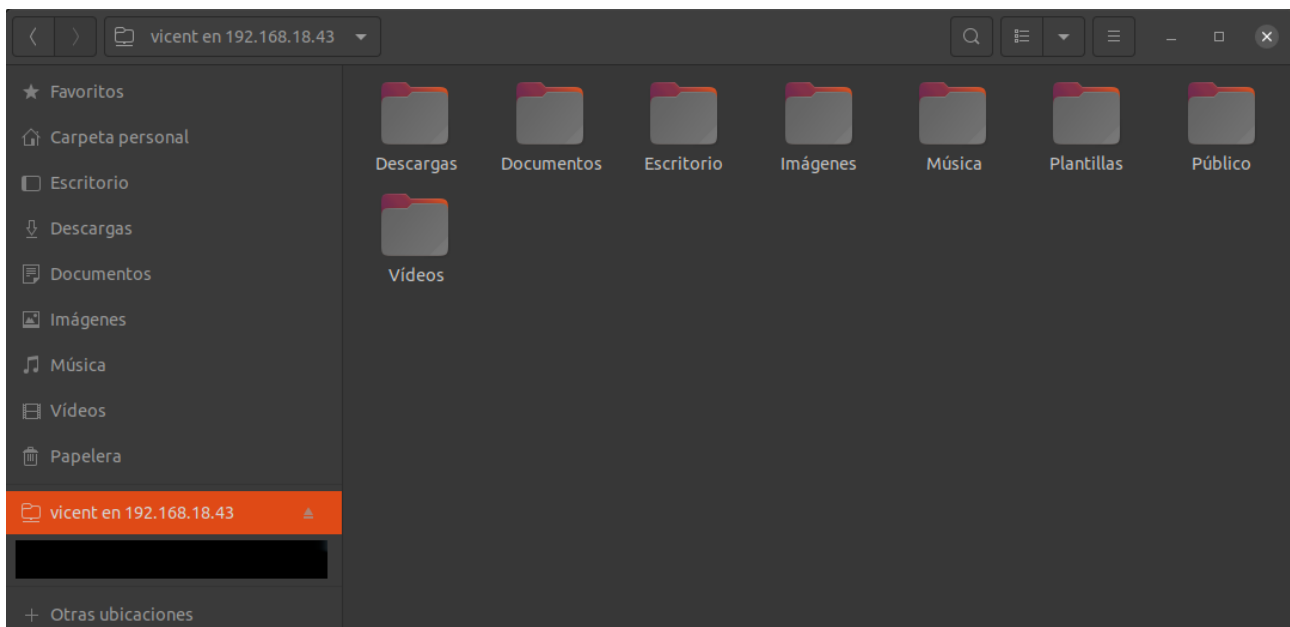 vicent en 192.168.18.43
Favoritos
Carpeta personal
Escritorio
Descargas
Documentos
Imágenes
Música
Vídeos
Papelera
vicent en 192.168.18.43
Otras ubicaciones
Descargas Documentos Escritorio Imágenes Música Plantillas Público
Vídeos